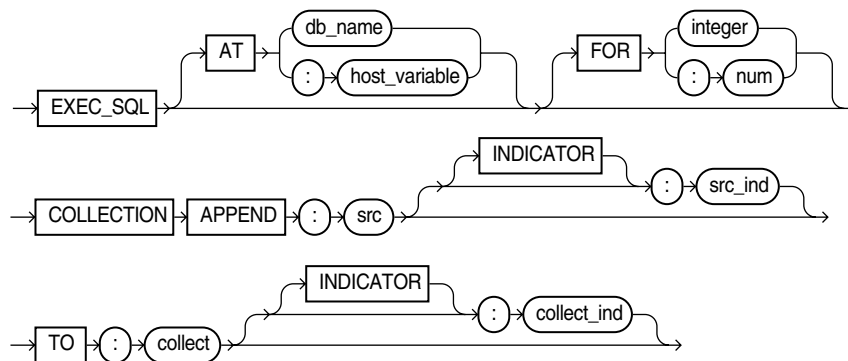 AT db_name FOR integer
: host_variable : num
EXEC_SQL
INDICATOR
: src_ind
COLLECTION APPEND : src
INDICATOR
: collect_ind
TO : collect